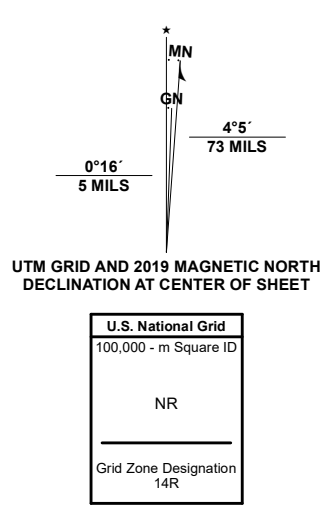 ★
MN
GN
4°5´
73 MILS
0°16´
5 MILS
UTM GRID AND 2019 MAGNETIC NORTH
DECLINATION AT CENTER OF SHEET
U.S. National Grid
100,000 - m Square ID
NR
Grid Zone Designation
14R